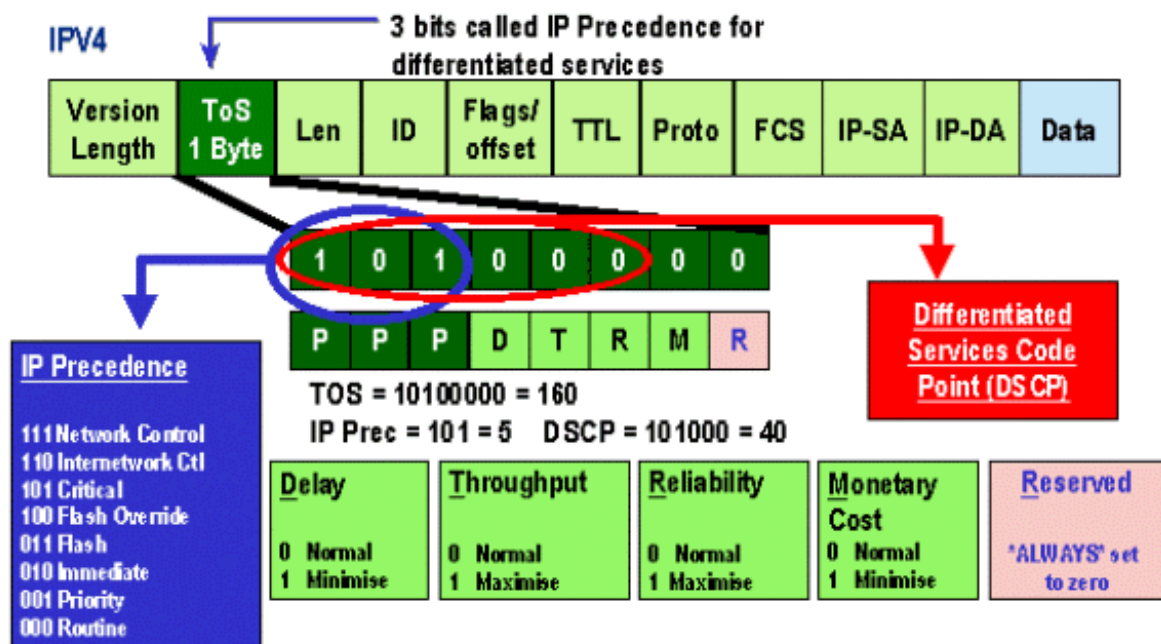 IPV4
3 bits called IP Precedence for
differentiated services
Version Length
ToS 1 Byte
Len
ID
Flags/ offset
TTL
Proto
FCS
IP-SA
IP-DA
Data
1 0 1 0 0 0 0 0
P P P D T R M R
TOS = 10100000 = 160
IP Prec = 101 = 5 DSCP = 101000 = 40
Differentiated
Services Code
Point (DSCP)
IP Precedence
111 Network Control
110 Internetwork Ctl
101 Critical
100 Flash Override
011 Flash
010 Immediate
001 Priority
000 Routine
Delay
0 Normal
1 Minimise
Throughput
0 Normal
1 Maximise
Reliability
0 Normal
1 Maximise
Monetary
Cost
0 Normal
1 Minimise
Reserved
*ALWAYS* set
to zero